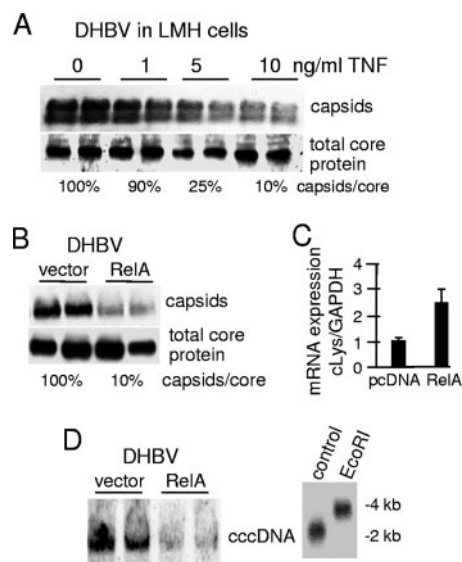 A
DHBV in LMH cells
0 1 5 10 ng/ml TNF
capsids
total core
protein
100% 90% 25% 10% capsids/core
B
DHBV
vector RelA
capsids
total core
protein
100% 10% capsids/core
C
mRNA expression
cLys/GAPDH
4
3
2
1
0
pcDNA RelA
D
DHBV
vector RelA
cccDNA
control
EcoRI
-4 kb
-2 kb